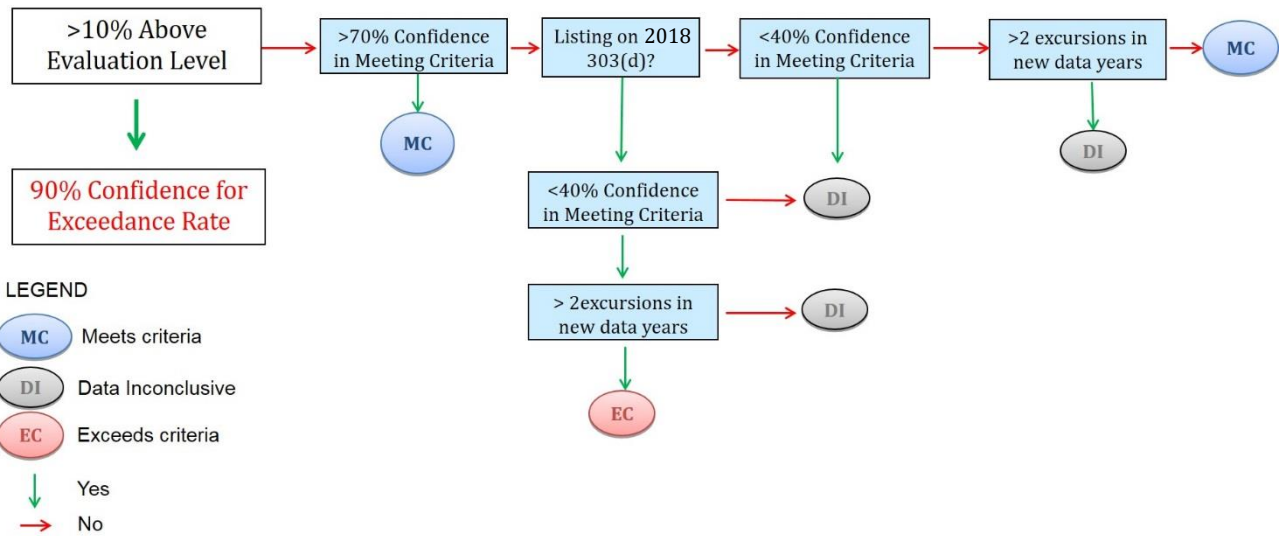 >10% Above
Evaluation Level
>70% Confidence
in Meeting Criteria
Listing on 2018
303(d)?
<40% Confidence
in Meeting Criteria
>2 excursions in
new data years
MC
MC
DI
90% Confidence for
Exceedance Rate
<40% Confidence
in Meeting Criteria
DI
DI
> 2excursions in
new data years
DI
EC
LEGEND
MC Meets criteria
DI Data Inconclusive
EC Exceeds criteria
Yes
No